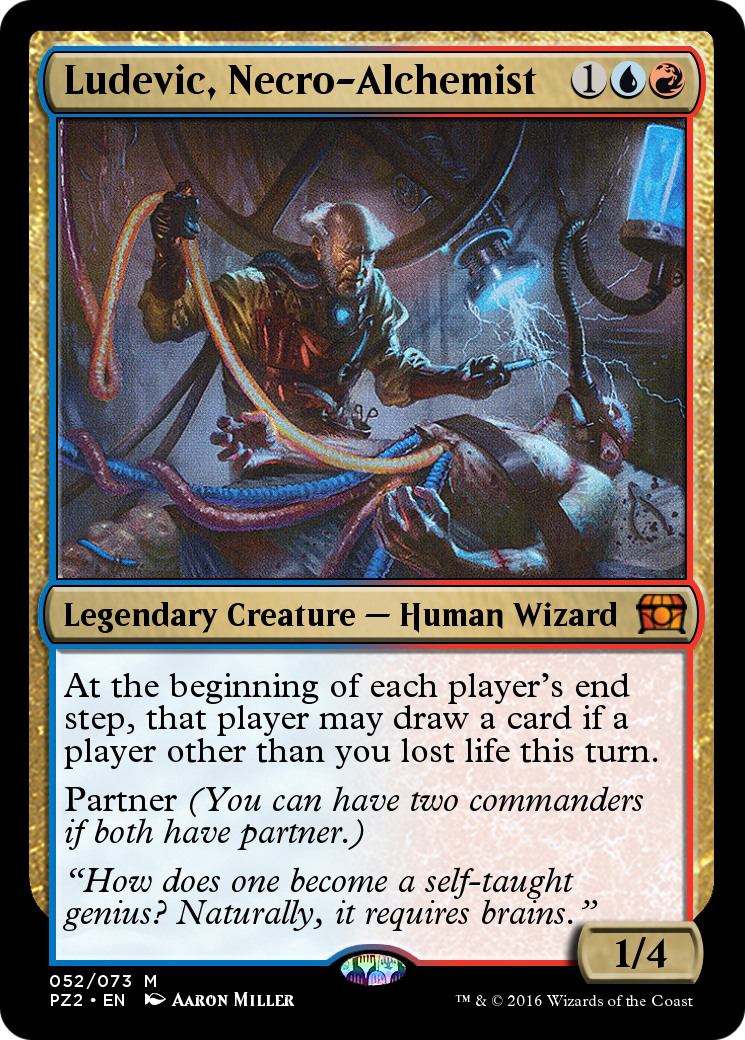 Ludevic, Necro-Alchemist 1
Legendary Creature — Human Wizard
At the beginning of each player's end
step, that player may draw a card if a
player other than you lost life this turn.
Partner (You can have two commanders
if both have partner.)
“How does one become a self-taught
genius? Naturally, it requires brains.”
1/4
052/073 M
PZ2 • EN Aaron Miller
™ & © 2016 Wizards of the Coast